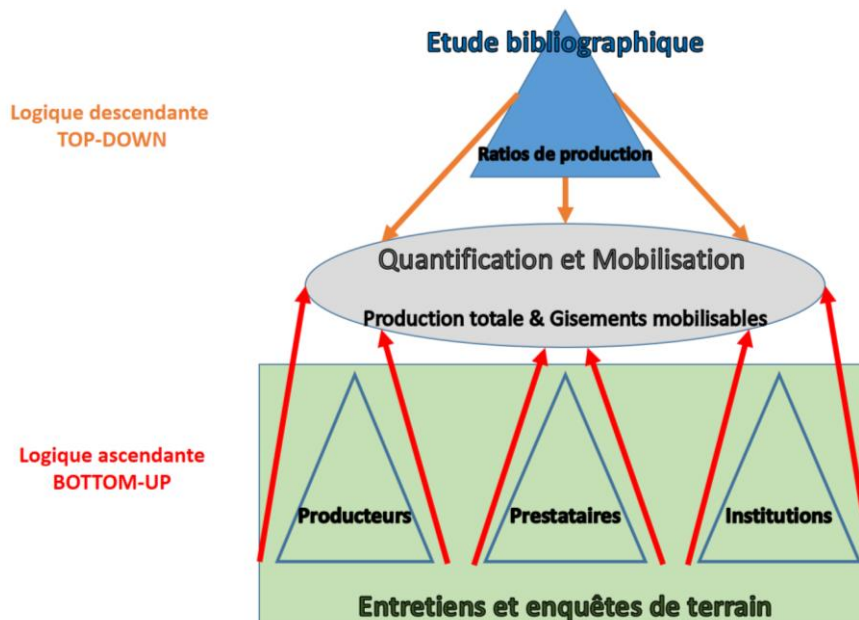 Etude bibliographique
Logique descendante
TOP-DOWN
Ratios de production
Quantification et Mobilisation
Production totale & Gisements mobilisables
Logique ascendante
BOTTOM-UP
Producteurs
Prestataires
Institutions
Entretiens et enquêtes de terrain